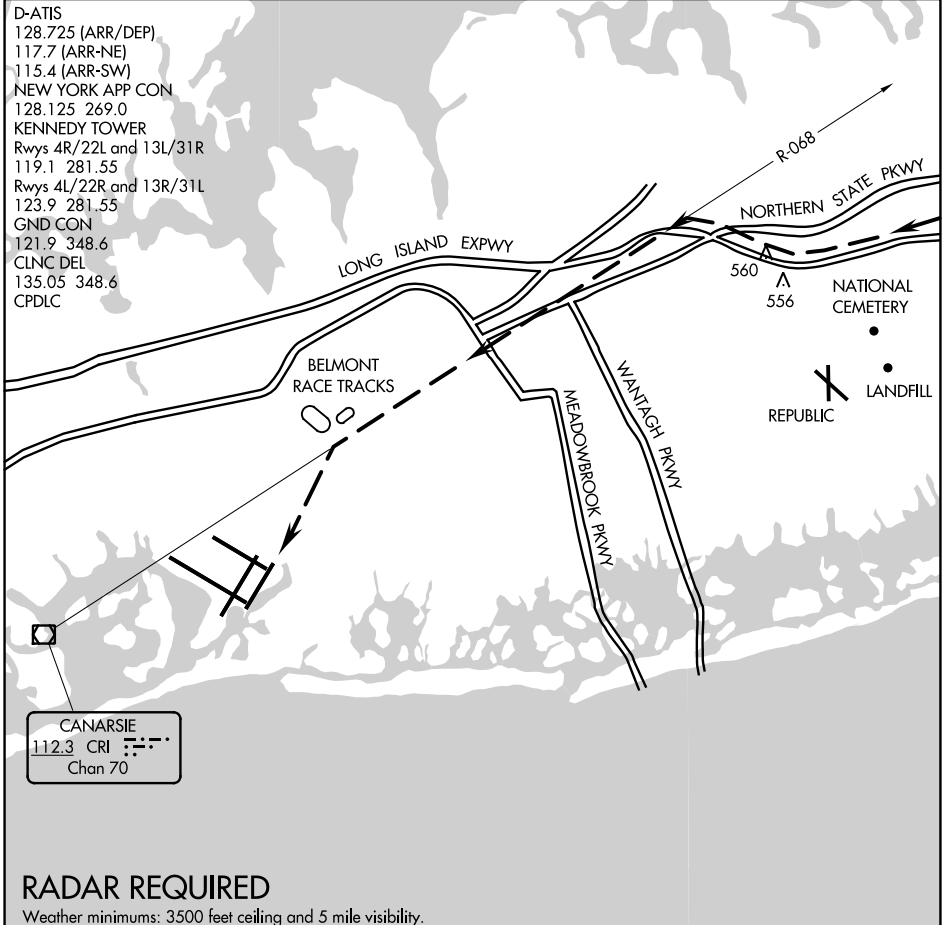 D-ATIS
128.725 (ARR/DEP)
117.7 (ARR-NE)
115.4 (ARR-SW)
NEW YORK APP CON
128.125 269.0
KENNEDY TOWER
Rwys 4R/22L and 13L/31R
119.1 281.55
Rwys 4L/22R and 13R/31L
123.9 281.55
GND CON
121.9 348.6
CLNC DEL
135.05 348.6
CPDLC
R-068
NORTHERN STATE PKWY
LONG ISLAND EXPWY
560
556
NATIONAL
CEMETERY
LANDFILL
REPUBLIC
BELMONT
RACE TRACKS
WANTAGH PKWY
MEADOWBROOK PKWY
CANARSIE
112.3 CRI
Chan 70
RADAR REQUIRED
Weather minimums: 3500 feet ceiling and 5 mile visibility.